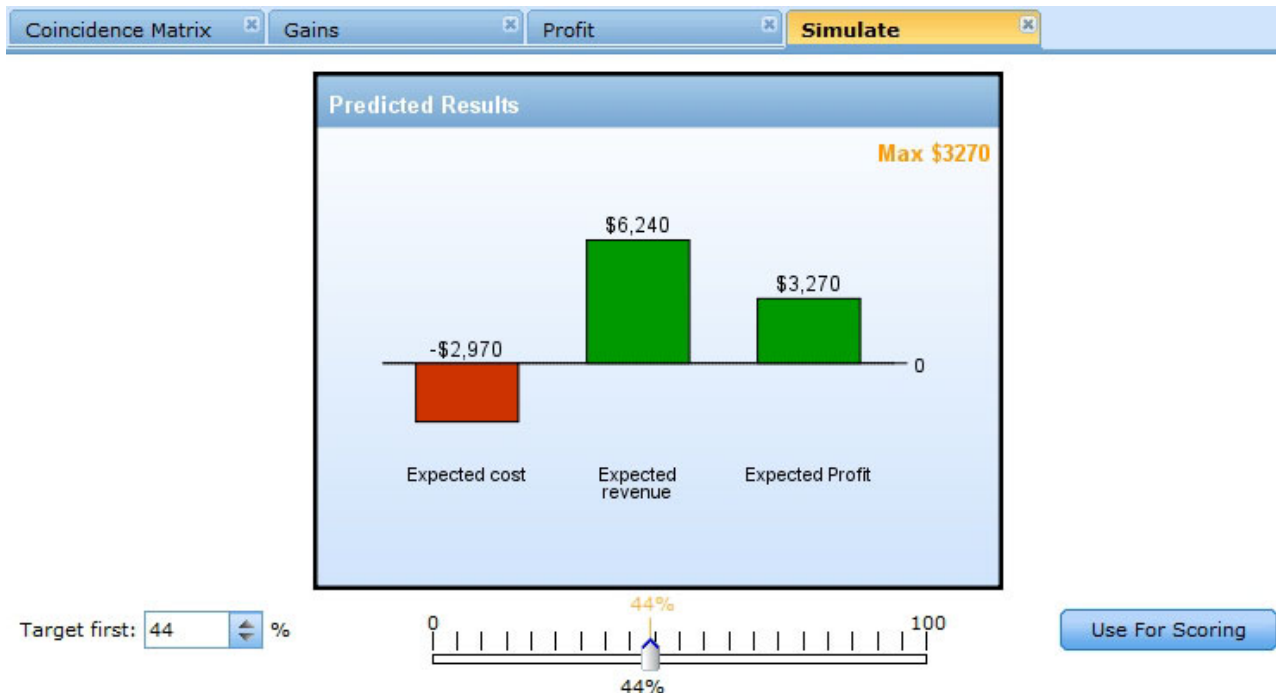 Coincidence Matrix
Gains
Profit
Simulate
Predicted Results
Max $3270
$6,240
$3,270
-$2,970
0
Expected cost
Expected
revenue
Expected Profit
Target first: 44 %
44%
0
100
44%
Use For Scoring